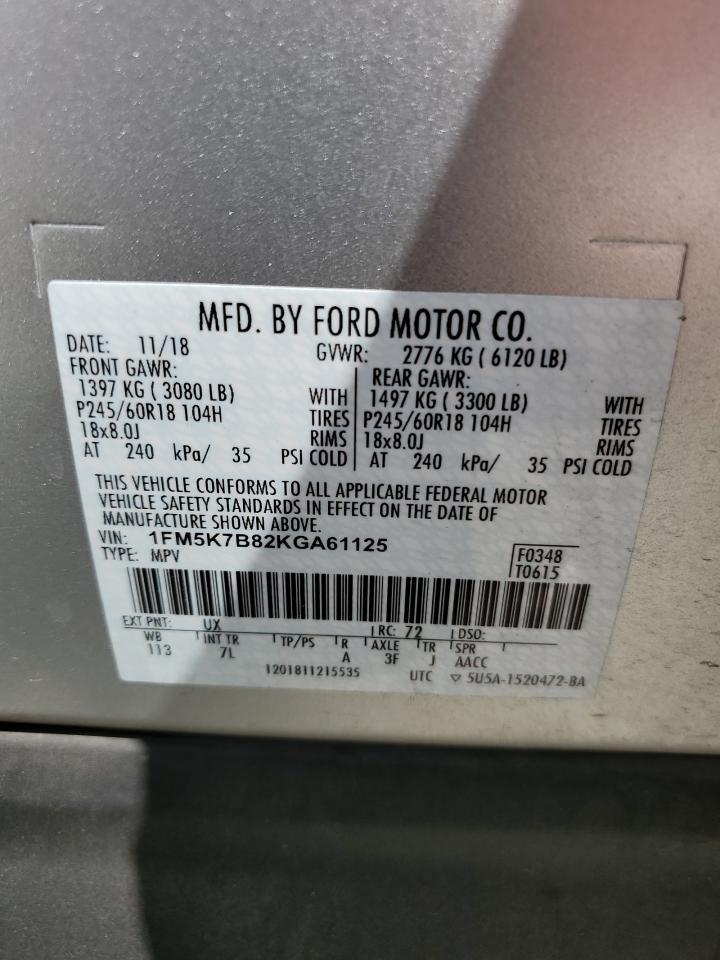 MFD. BY FORD MOTOR CO.
DATE: 11/18 GVWR: 2776 KG ( 6120 LB)
FRONT GAWR: REAR GAWR:
1397 KG ( 3080 LB) WITH 1497 KG ( 3300 LB) WITH
P245/60R18 104H TIRES P245/60R18 104H TIRES
18x8.0J RIMS 18x8.0J RIMS
AT 240 kPa/ 35 PSI COLD AT 240 kPa/ 35 PSI COLD
THIS VEHICLE CONFORMS TO ALL APPLICABLE FEDERAL MOTOR
VEHICLE SAFETY STANDARDS IN EFFECT ON THE DATE OF
MANUFACTURE SHOWN ABOVE.
VIN: 1FM5K7B82KGA61125
TYPE: MPV
F0348
T0615
EXT PNT: UX RC: 72 DSO:
WB INT TR TP/PS R AXLE TR SPR
113 7L A 3F J AACC
1201811215535 UTC ▽ 5U5A-1520472-BA